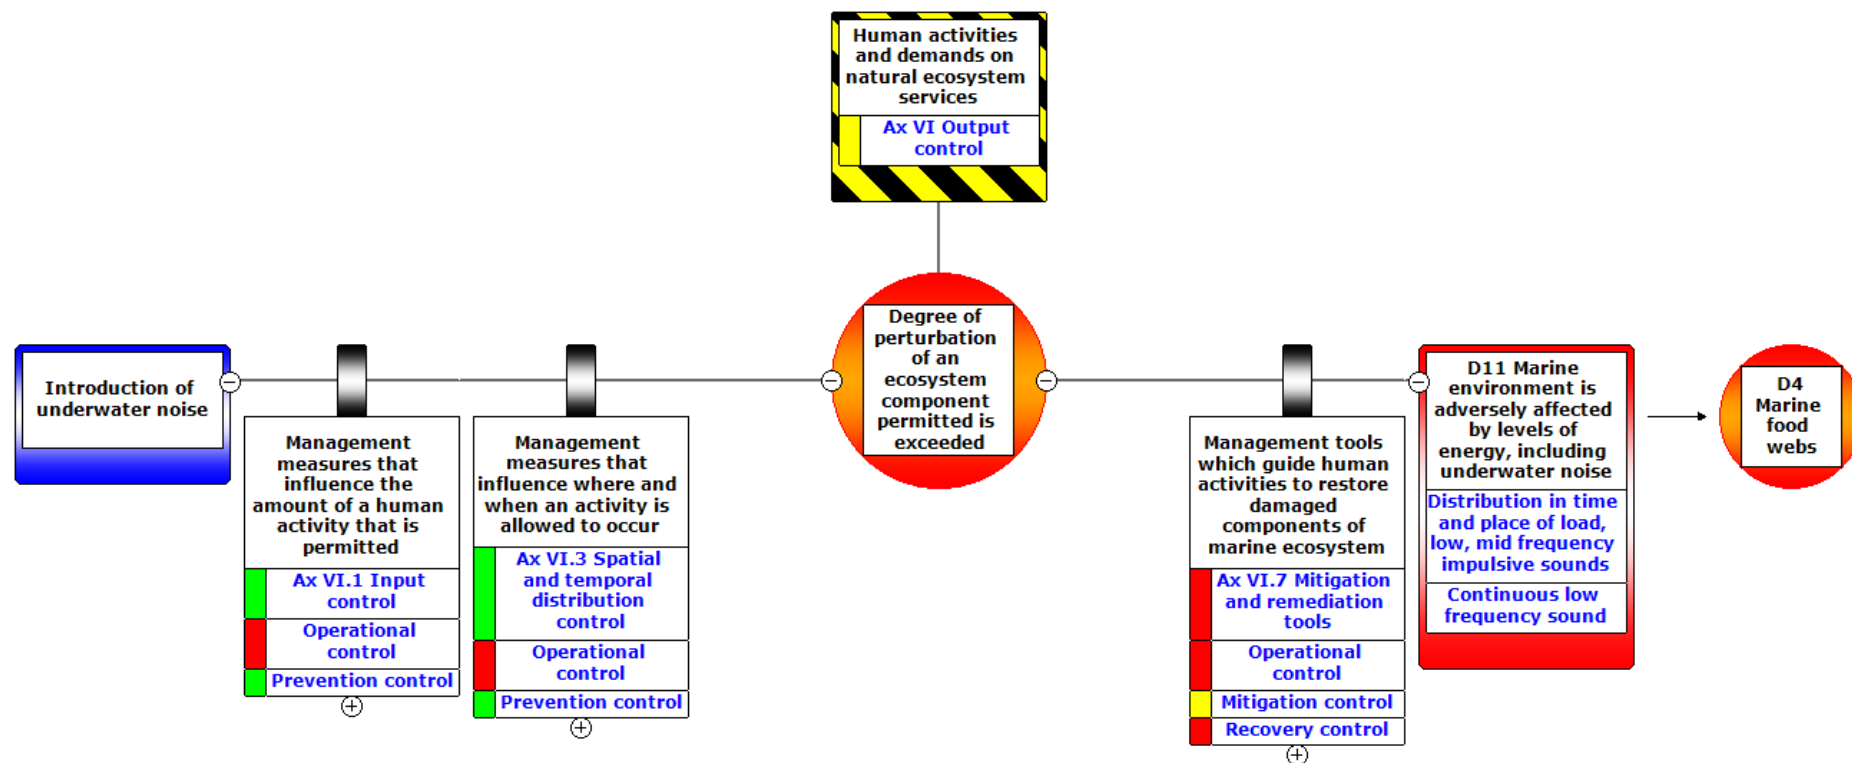 Human activities
and demands on
natural ecosystem
services
Ax VI Output
control
Introduction of
underwater noise
Management
measures that
influence the
amount of a human
activity that is
permitted
Ax VI.1 Input
control
Operational
control
Prevention control
Management
measures that
influence where and
when an activity is
allowed to occur
Ax VI.3 Spatial
and temporal
distribution
control
Operational
control
Prevention control
Degree of
perturbation
of an
ecosystem
component
permitted is
exceeded
Management tools
which guide human
activities to restore
damaged
components of
marine ecosystem
Ax VI.7 Mitigation
and remediation
tools
Operational
control
Mitigation control
Recovery control
D11 Marine
environment is
adversely affected
by levels of
energy, including
underwater noise
Distribution in time
and place of load,
low, mid frequency
impulsive sounds
Continuous low
frequency sound
D4
Marine
food
webs